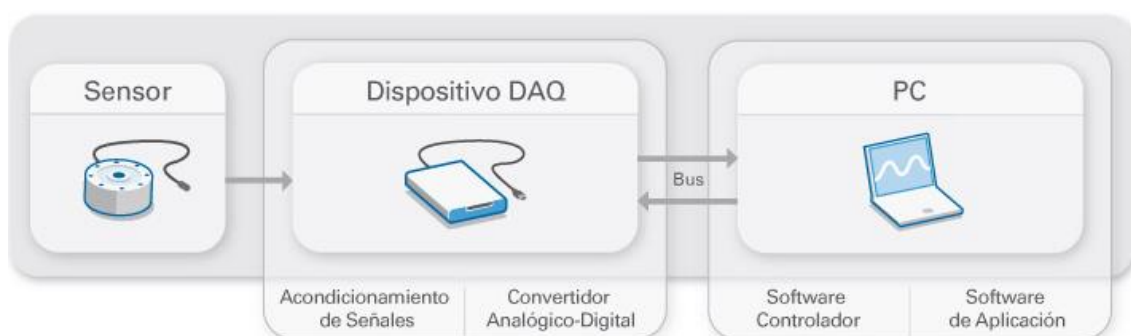 Sensor
Dispositivo DAQ
PC
Bus
Acondicionamiento
de Señales
Convertidor
Analógico-Digital
Software
Controlador
Software
de Aplicación